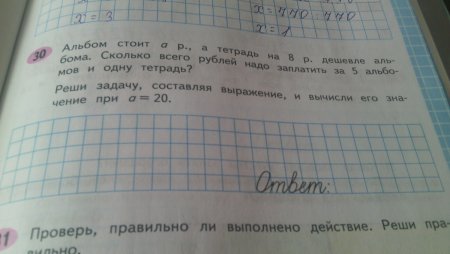 x = 3
x = 770 : 770
x = 1
30 Альбом стоит a р., а тетрадь на 8 р. дешевле аль-
бома. Сколько всего рублей надо заплатить за 5 альбо-
мов и одну тетрадь?
Реши задачу, составляя выражение, и вычисли его зна-
чение при a = 20.
Ответ:
31 Проверь, правильно ли выполнено действие. Реши пра-
вильно.